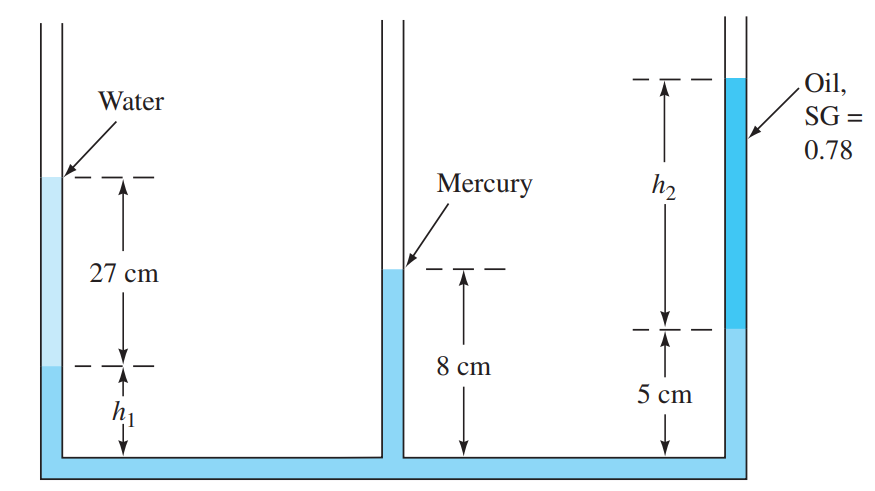 Water
27 cm
h₁
Mercury
8 cm
h₂
5 cm
Oil,
SG =
0.78